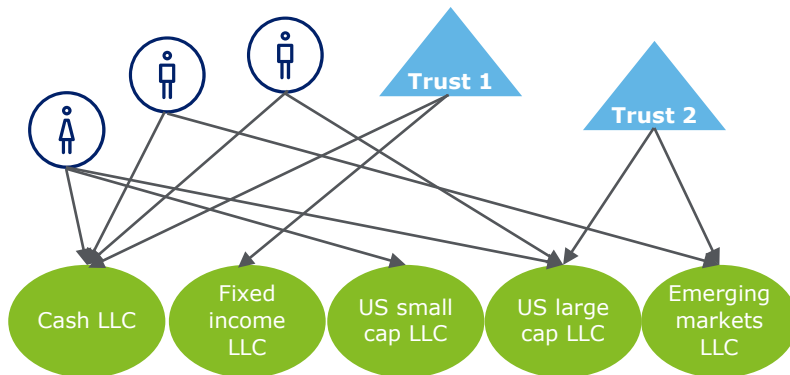 Trust 1
Trust 2
Cash LLC
Fixed
income
LLC
US small
cap LLC
US large
cap LLC
Emerging
markets
LLC